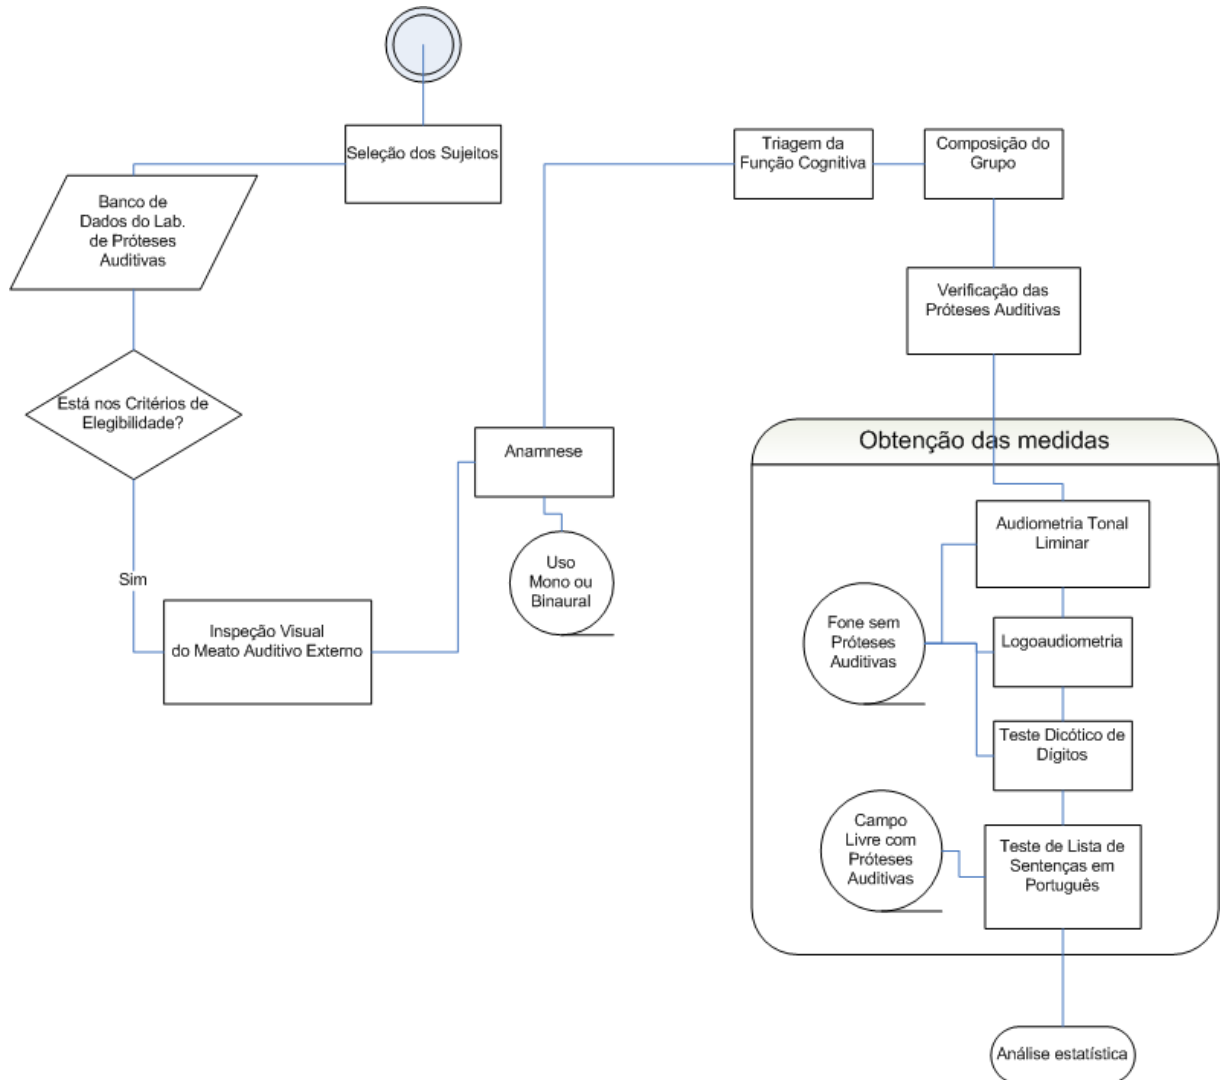 Seleção dos Sujeitos
Banco de
Dados do Lab.
de Próteses
Auditivas
Está nos Critérios de
Elegibilidade?
Sim
Inspeção Visual
do Meato Auditivo Externo
Anamnese
Uso
Mono ou
Binaural
Triagem da
Função Cognitiva
Composição do
Grupo
Verificação das
Próteses Auditivas
Obtenção das medidas
Audiometria Tonal
Liminar
Fone sem
Próteses
Auditivas
Logoaudiometria
Teste Dicótico de
Dígitos
Campo
Livre com
Próteses
Auditivas
Teste de Lista de
Sentenças em
Português
Análise estatística